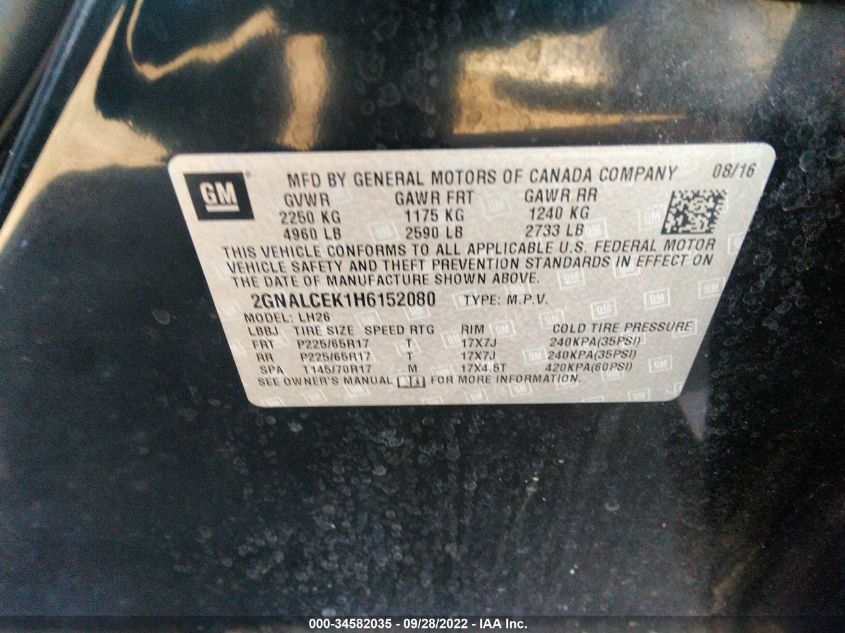 GM MFD BY GENERAL MOTORS OF CANADA COMPANY 08/16
GVWR GAWR FRT GAWR RR
2250 KG 1175 KG 1240 KG
4960 LB 2590 LB 2733 LB
THIS VEHICLE CONFORMS TO ALL APPLICABLE U.S. FEDERAL MOTOR
VEHICLE SAFETY AND THEFT PREVENTION STANDARDS IN EFFECT ON
THE DATE OF MANUFACTURE SHOWN ABOVE.
2GNALCEK1H6152080 TYPE: M.P.V.
MODEL: LH26
LBBJ TIRE SIZE SPEED RTG RIM COLD TIRE PRESSURE
FRT P225/65R17 T 17X7J 240KPA(35PSI)
RR P225/65R17 T 17X7J 240KPA(35PSI)
SPA T145/70R17 M 17X4.5T 420KPA(60PSI)
SEE OWNER'S MANUAL FOR MORE INFORMATION.
000-34582035 - 09/28/2022 - IAA Inc.